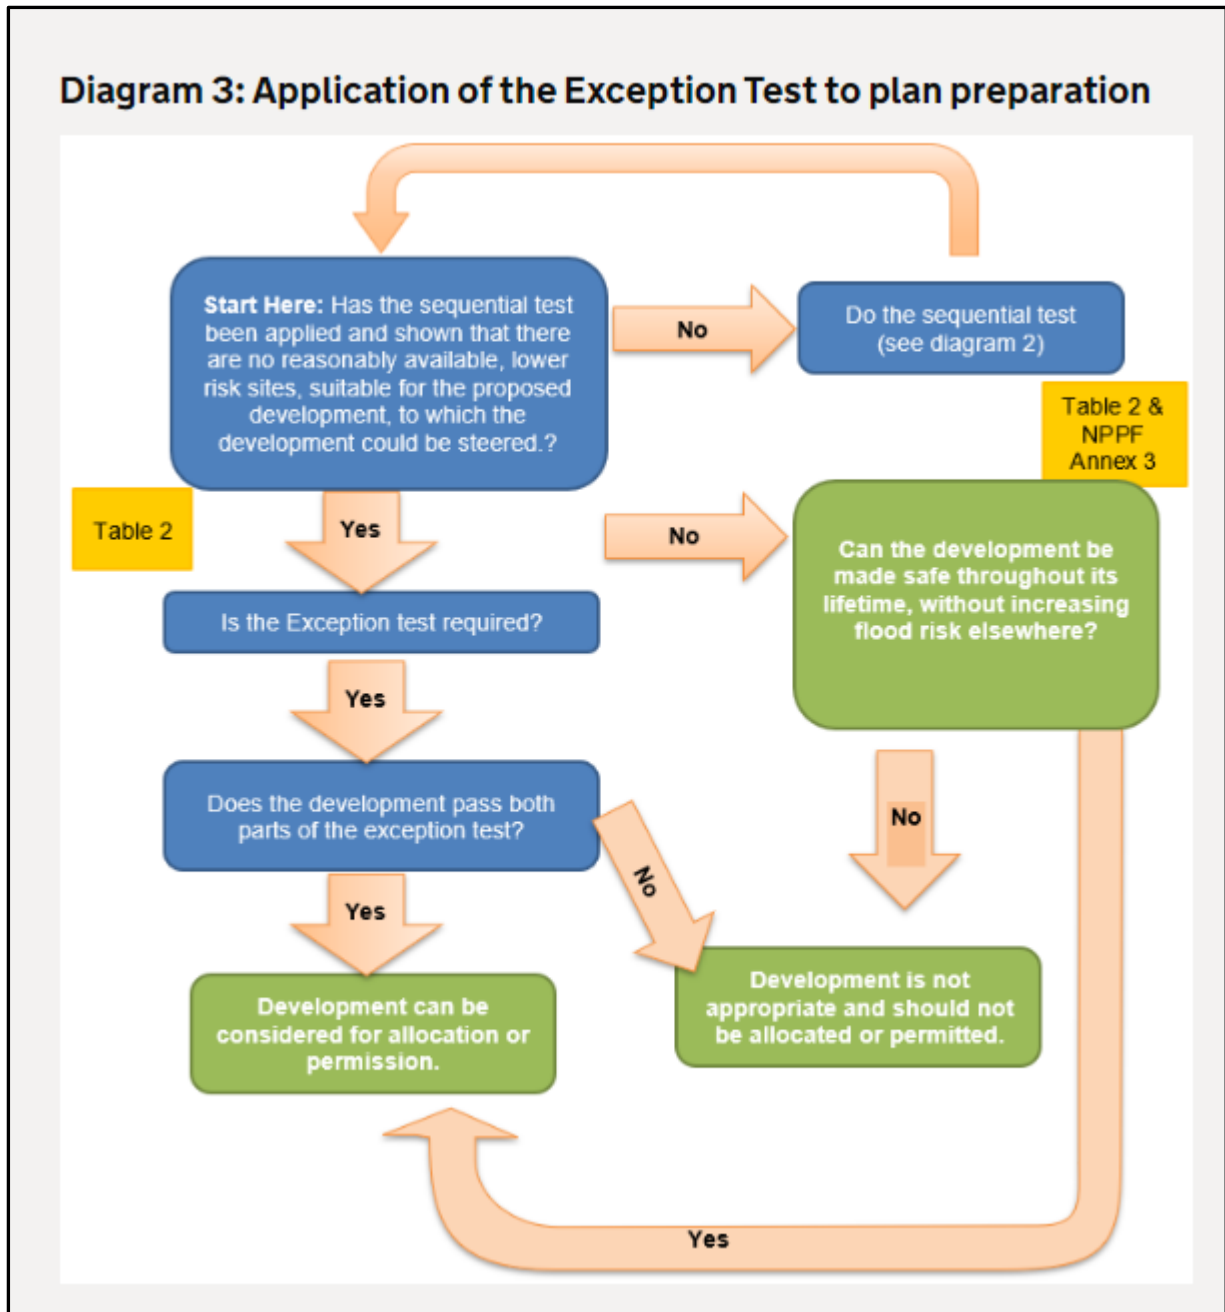 Diagram 3: Application of the Exception Test to plan preparation
Start Here: Has the sequential test
been applied and shown that there
are no reasonably available, lower
risk sites, suitable for the proposed
development, to which the
development could be steered.?
No
Do the sequential test
(see diagram 2)
Table 2 &
NPPF
Annex 3
Table 2
Yes
No
Can the development be
made safe throughout its
lifetime, without increasing
flood risk elsewhere?
Is the Exception test required?
Yes
Does the development pass both
parts of the exception test?
No
No
Yes
Development can be
considered for allocation or
permission.
Development is not
appropriate and should not
be allocated or permitted.
Yes